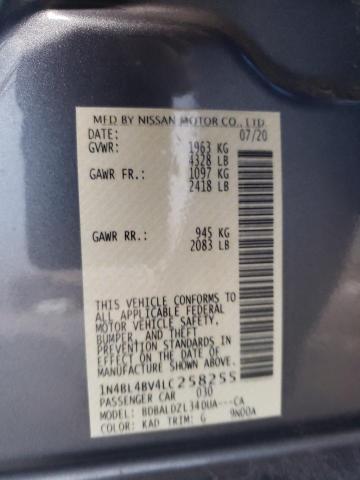 MFD BY NISSAN MOTOR CO., LTD.
DATE: 07/20
GVWR: 1963 KG
4328 LB
GAWR FR.: 1097 KG
2418 LB
GAWR RR.: 945 KG
2083 LB
THIS VEHICLE CONFORMS TO ALL
APPLICABLE U.S. FEDERAL
MOTOR VEHICLE SAFETY,
BUMPER, AND THEFT
PREVENTION STANDARDS
IN EFFECT ON THE DATE OF
MANUFACTURE SHOWN ABOVE.
1N4BL4BV4LC258255
PASSENGER CAR 030
MODEL: BDBALDZL34DUA---CA
COLOR: KAD TRIM: G 9N00A